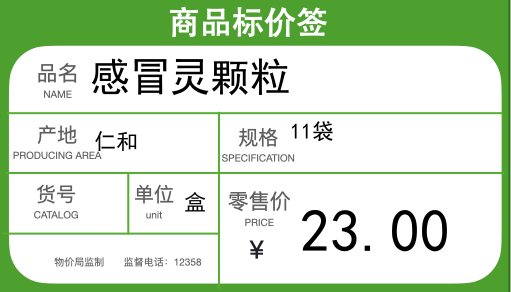 商品标价签
品名 感冒灵颗粒
NAME
产地 仁和
PRODUCING AREA
规格 11袋
SPECIFICATION
货号
CATALOG
单位 盒
unit
零售价
PRICE
¥ 23.00
物价局监制 监督电话：12358